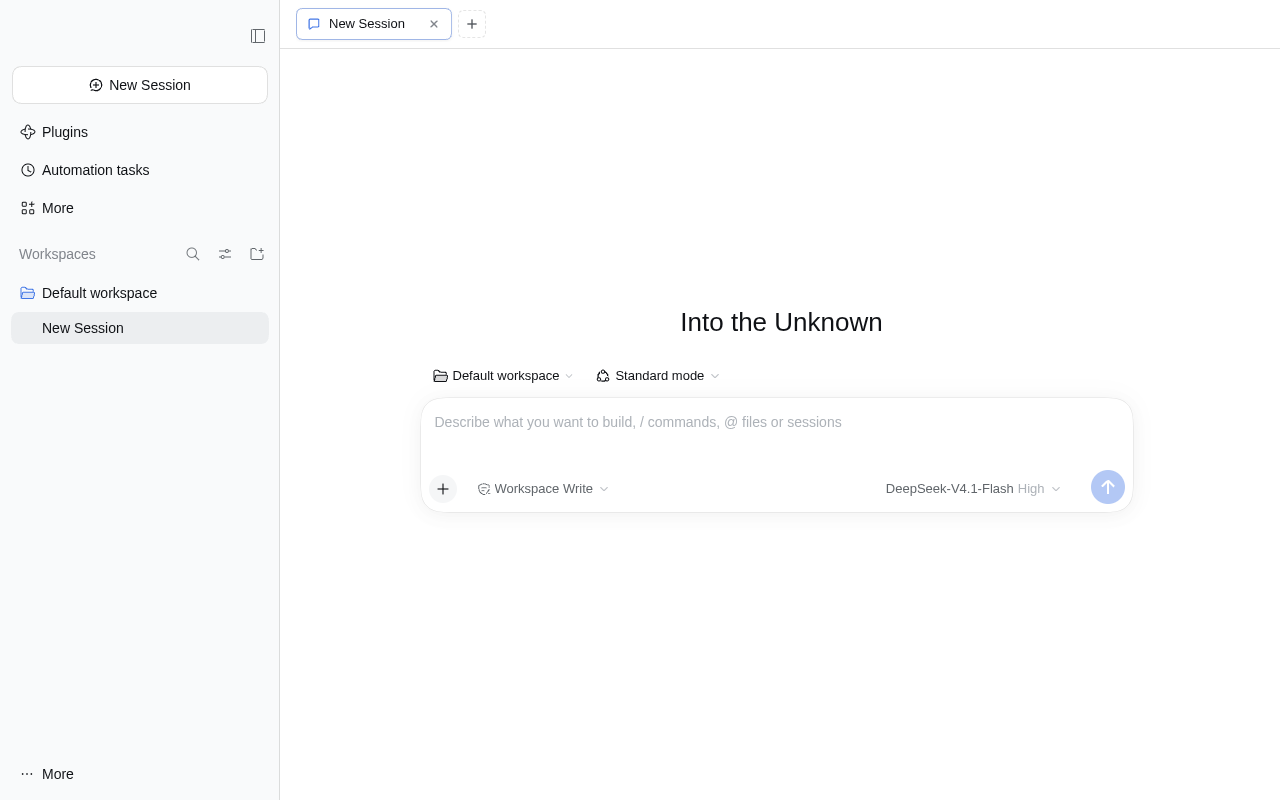 New Session
New Session
Plugins
Automation tasks
More
Workspaces
Default workspace
New Session
Into the Unknown
Default workspace
Standard mode
Describe what you want to build, / commands, @ files or sessions
Workspace Write
DeepSeek-V4.1-Flash High
More